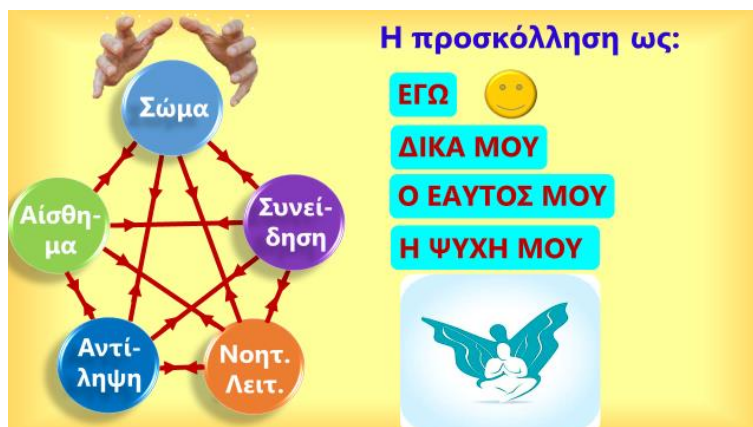 Σώμα
Αίσθη-
μα
Συνεί-
δηση
Αντί-
ληψη
Νοητ.
Λειτ.
Η προσκόλληση ως:
ΕΓΩ
ΔΙΚΑ ΜΟΥ
Ο ΕΑΥΤΟΣ ΜΟΥ
Η ΨΥΧΗ ΜΟΥ